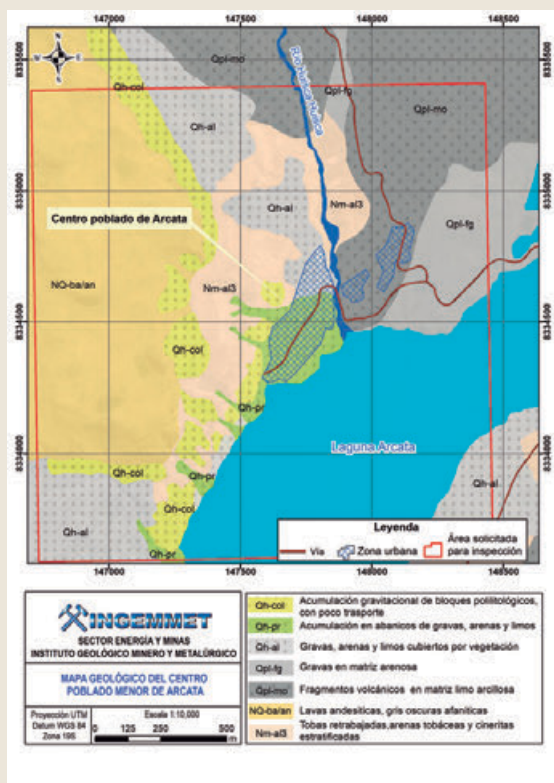 147000
147500
148000
148500
8335500
8335000
8334500
8334000
N
W
E
S
Qh-col
Qpl-mo
Qpl-fg
Qpl-mo
Qh-al
Qh-al
Nm-al3
Qpl-fg
Centro poblado de Arcata
NQ-ba/an
Nm-al3
Qh-col
Qh-pr
Laguna Arcata
Qh-col
Qh-pr
Qh-al
Qh-col
Qh-al
Qh-pr
Leyenda
Vía
Zona urbana
Área solicitada
para inspección
147000
147500
148000
148500
INGEMMET
SECTOR ENERGÍA Y MINAS
INSTITUTO GEOLÓGICO MINERO Y METALÚRGICO
MAPA GEOLÓGICO DEL CENTRO
POBLADO MENOR DE ARCATA
Proyección UTM
Datum WGS 84
Zona 19S
Escala 1:10,000
0 125 250 500
m
Qh-col Acumulación gravitacional de bloques polilitológicos,
con poco trasporte
Qh-pr Acumulación en abanicos de gravas, arenas y limos
Qh-al Gravas, arenas y limos cubiertos por vegetación
Qpl-fg Gravas en matriz arenosa
Qpl-mo Fragmentos volcánicos en matriz limo arcillosa
NQ-ba/an Lavas andesíticas, gris oscuras afaníticas
Nm-al3 Tobas retrabajadas,arenas tobáceas y cineritas
estratificadas